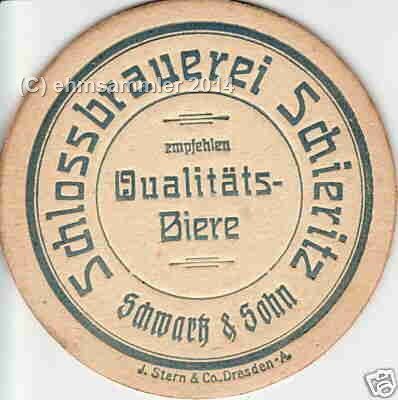 (C) ehmsammler 2014
Schlossbrauerei Schieritz
empfehlen
Qualitäts-
Biere
Schwartz & Sohn
J. Stern & Co., Dresden-A.